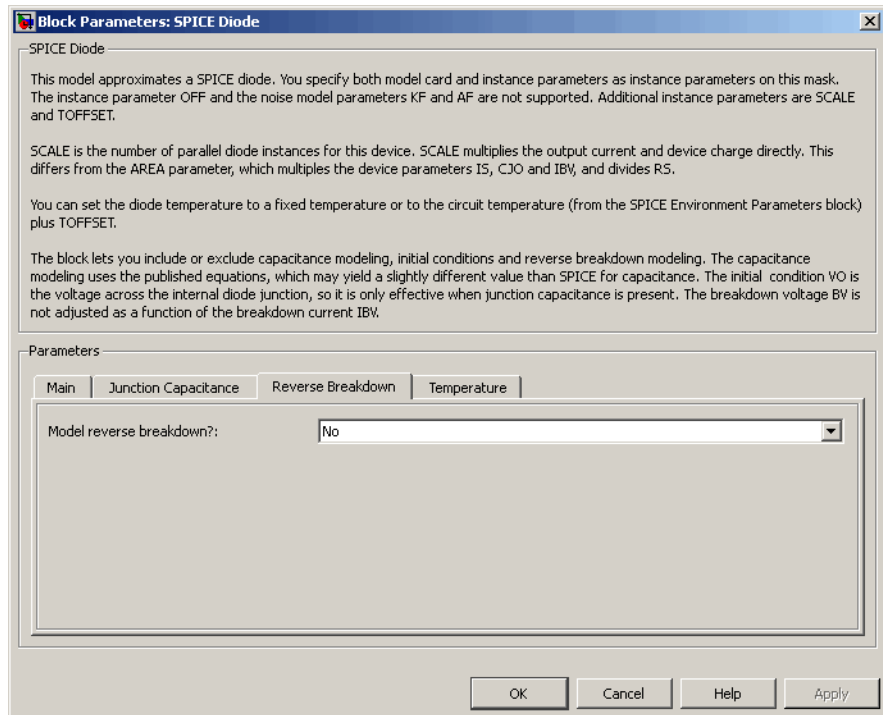 Block Parameters: SPICE Diode
SPICE Diode
This model approximates a SPICE diode. You specify both model card and instance parameters as instance parameters on this mask.
The instance parameter OFF and the noise model parameters KF and AF are not supported. Additional instance parameters are SCALE
and TOFFSET.
SCALE is the number of parallel diode instances for this device. SCALE multiplies the output current and device charge directly. This
differs from the AREA parameter, which multiples the device parameters IS, CJO and IBV, and divides RS.
You can set the diode temperature to a fixed temperature or to the circuit temperature (from the SPICE Environment Parameters block)
plus TOFFSET.
The block lets you include or exclude capacitance modeling, initial conditions and reverse breakdown modeling. The capacitance
modeling uses the published equations, which may yield a slightly different value than SPICE for capacitance. The initial condition VO is
the voltage across the internal diode junction, so it is only effective when junction capacitance is present. The breakdown voltage BV is
not adjusted as a function of the breakdown current IBV.
Parameters
Main Junction Capacitance Reverse Breakdown Temperature
Model reverse breakdown?: No
OK Cancel Help Apply